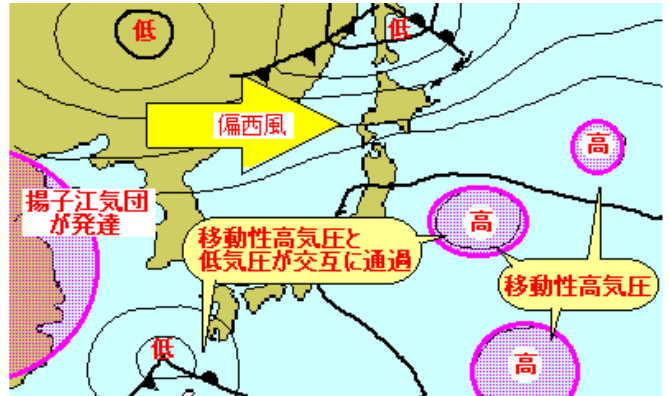 低
低
偏西風
高
揚子江気団
が発達
高
移動性高気圧と
低気圧が交互に通過
移動性高気圧
低
高